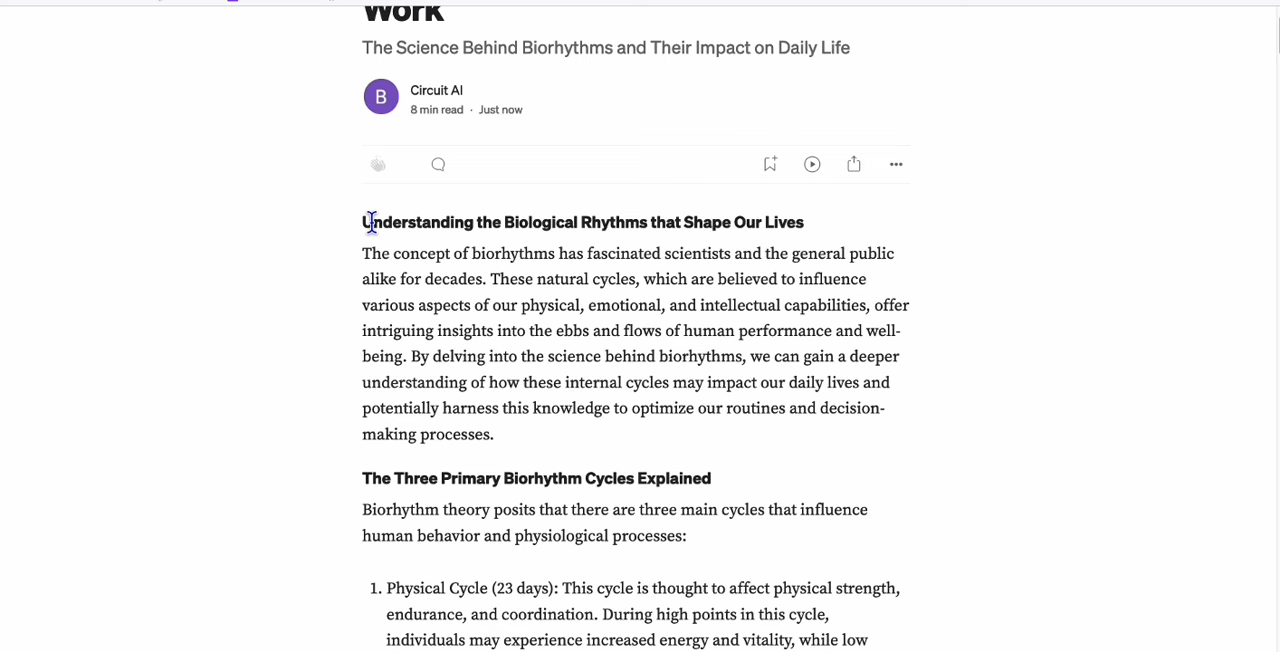 Work
The Science Behind Biorhythms and Their Impact on Daily Life
B
Circuit AI
8 min read · Just now
Understanding the Biological Rhythms that Shape Our Lives
The concept of biorhythms has fascinated scientists and the general public
alike for decades. These natural cycles, which are believed to influence
various aspects of our physical, emotional, and intellectual capabilities, offer
intriguing insights into the ebbs and flows of human performance and well-
being. By delving into the science behind biorhythms, we can gain a deeper
understanding of how these internal cycles may impact our daily lives and
potentially harness this knowledge to optimize our routines and decision-
making processes.
The Three Primary Biorhythm Cycles Explained
Biorhythm theory posits that there are three main cycles that influence
human behavior and physiological processes:
1. Physical Cycle (23 days): This cycle is thought to affect physical strength,
endurance, and coordination. During high points in this cycle,
individuals may experience increased energy and vitality, while low